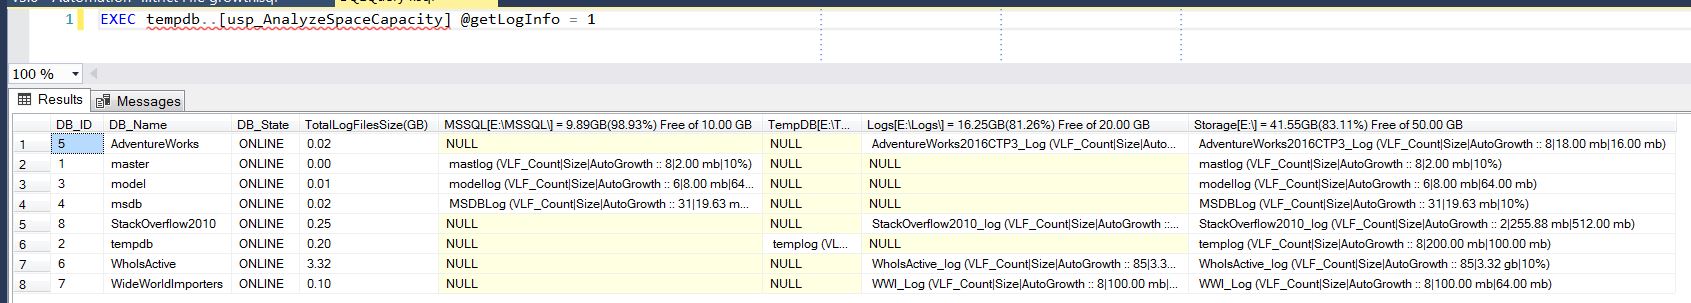 1 EXEC tempdb..[usp_AnalyzeSpaceCapacity] @getLogInfo = 1
100 %
Results Messages
DB_ID DB_Name DB_State TotalLogFilesSize(GB) MSSQL[E:\MSSQL\] = 9.89GB(98.93%) Free of 10.00 GB TempDB[E:\T... Logs[E:\Logs\] = 16.25GB(81.26%) Free of 20.00 GB Storage[E:\] = 41.55GB(83.11%) Free of 50.00 GB
1 5 AdventureWorks ONLINE 0.02 NULL NULL AdventureWorks2016CTP3_Log (VLF_Count|Size|Auto... AdventureWorks2016CTP3_Log (VLF_Count|Size|AutoGrowth :: 8|18.00 mb|16.00 mb)
2 1 master ONLINE 0.00 mastlog (VLF_Count|Size|AutoGrowth :: 8|2.00 mb|10%) NULL NULL mastlog (VLF_Count|Size|AutoGrowth :: 8|2.00 mb|10%)
3 3 model ONLINE 0.01 modellog (VLF_Count|Size|AutoGrowth :: 6|8.00 mb|64... NULL NULL modellog (VLF_Count|Size|AutoGrowth :: 6|8.00 mb|64.00 mb)
4 4 msdb ONLINE 0.02 MSDBLog (VLF_Count|Size|AutoGrowth :: 31|19.63 m... NULL NULL MSDBLog (VLF_Count|Size|AutoGrowth :: 31|19.63 mb|10%)
5 8 StackOverflow2010 ONLINE 0.25 NULL NULL StackOverflow2010_log (VLF_Count|Size|AutoGrowth ::... StackOverflow2010_log (VLF_Count|Size|AutoGrowth :: 2|255.88 mb|512.00 mb)
6 2 tempdb ONLINE 0.20 NULL templog (VL... NULL templog (VLF_Count|Size|AutoGrowth :: 8|200.00 mb|100.00 mb)
7 6 WhoIsActive ONLINE 3.32 NULL NULL WhoIsActive_log (VLF_Count|Size|AutoGrowth :: 85|3.3... WhoIsActive_log (VLF_Count|Size|AutoGrowth :: 85|3.32 gb|10%)
8 7 WideWorldImporters ONLINE 0.10 NULL NULL WWI_Log (VLF_Count|Size|AutoGrowth :: 8|100.00 mb|... WWI_Log (VLF_Count|Size|AutoGrowth :: 8|100.00 mb|64.00 mb)